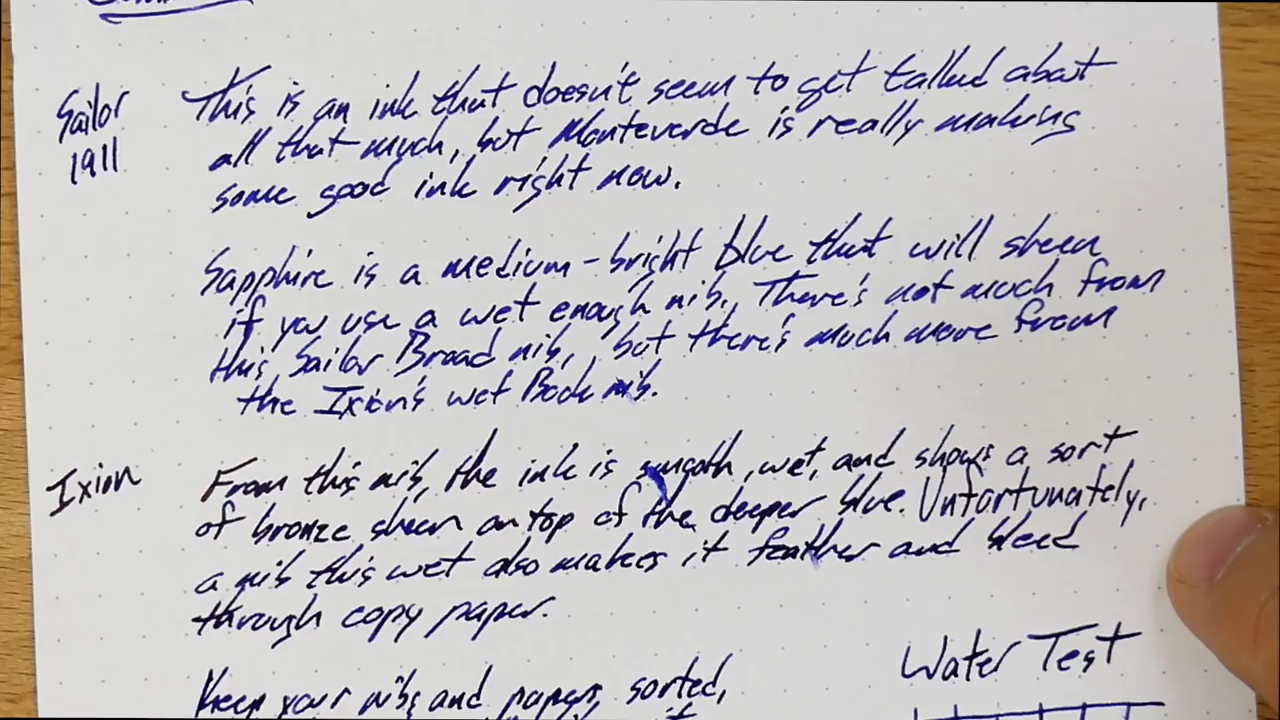 Sailor 1911
This is an ink that doesn't seem to get talked about
all that much, but Monteverde is really making
some good ink right now.
Sapphire is a medium-bright blue that will sheen
if you use a wet enough nib. There's not much from
this Sailor Broad nib, but there's much more from
the Ixion's wet Bock nib.
Ixion
From this nib, the ink is smooth, wet, and shows a sort
of bronze sheen on top of the deeper blue. Unfortunately,
a nib this wet also makes it feather and bleed
through copy paper.
Keep your nibs and papers sorted,
Water Test